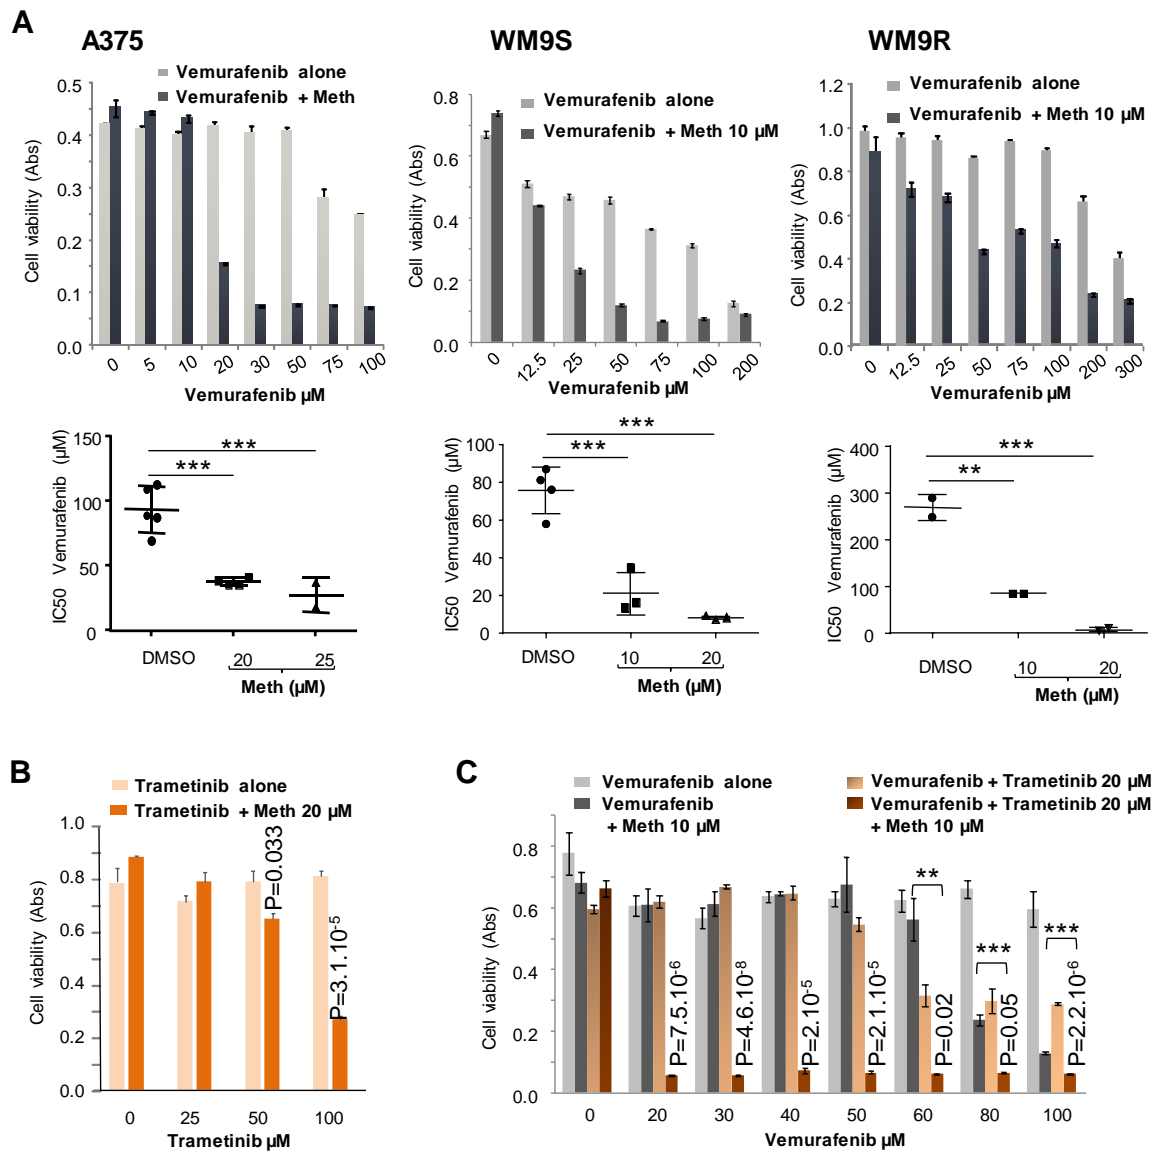 A
A375
Vemurafenib alone
Vemurafenib + Meth
Cell viability (Abs)
0.5
0.4
0.3
0.2
0.1
0.0
0 5 10 20 30 50 75 100
Vemurafenib µM
WM9S
Vemurafenib alone
Vemurafenib + Meth 10 µM
Cell viability (Abs)
0.8
0.6
0.4
0.2
0.0
0 12.5 25 50 75 100 200
Vemurafenib µM
WM9R
Vemurafenib alone
Vemurafenib + Meth 10 µM
Cell viability (Abs)
1.2
1.0
0.8
0.6
0.4
0.2
0.0
0 12.5 25 50 75 100 200 300
Vemurafenib µM
IC50 Vemurafenib (µM)
150
100
50
0
***
***
DMSO 20 25
Meth (µM)
IC50 Vemurafenib (µM)
100
80
60
40
20
0
***
***
DMSO 10 20
Meth (µM)
IC50 Vemurafenib (µM)
400
300
200
100
0
***
**
DMSO 10 20
Meth (µM)
B
Trametinib alone
Trametinib + Meth 20 µM
Cell viability (Abs)
1.0
0.8
0.6
0.4
0.2
0.0
P=0.033
P=3.1.10-5
0 25 50 100
Trametinib µM
C
Vemurafenib alone
Vemurafenib
+ Meth 10 µM
Vemurafenib + Trametinib 20 µM
Vemurafenib + Trametinib 20 µM
+ Meth 10 µM
Cell viability (Abs)
0.8
0.6
0.4
0.2
0.0
P=7.5.10-6
P=4.6.10-8
P=2.10-5
P=2.1.10-5
**
P=0.02
***
P=0.05
***
P=2.2.10-6
0 20 30 40 50 60 80 100
Vemurafenib µM